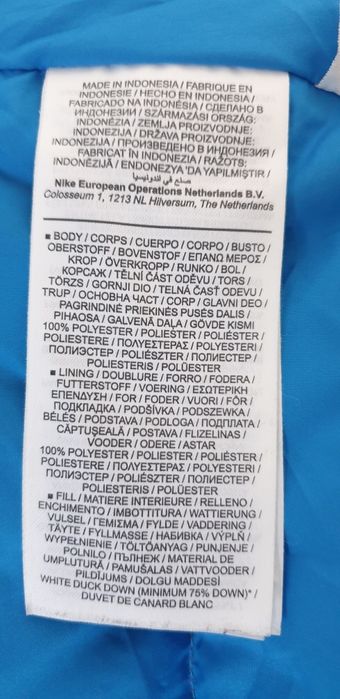 MADE IN INDONESIA / FABRIQUE EN
INDONESIE / HECHO EN INDONESIA /
FABRICADO NA INDONÉSIA / СДЕЛАНО В
ИНДОНЕЗИИ / SZÁRMAZÁSI ORSZÁG:
INDONÉZIA / ZEMLJA PROIZVODNJE:
INDONEZIJA / DRŽAVA PROIZVODNJE:
INDONEZIJA / ПРОИЗВЕДЕНО В ИНДОНЕЗИЯ /
FABRICAT ÎN INDONEZIA / RAŽOTS:
INDONĒZIJĀ / ENDONEZYA'DA YAPILMIŞTIR /
صنع في اندونيسيا
Nike European Operations Netherlands B.V.
Colosseum 1, 1213 NL Hilversum, The Netherlands
■ BODY / CORPS / CUERPO / CORPO / BUSTO /
OBERSTOFF / BOVENSTOF / ΕΠΑΝΩ ΜΕΡΟΣ /
KROP / ÖVERKROPP / RUNKO / BOL /
КОРСАЖ / TĚLNÍ ČÁST ODĚVU / TORS /
TÖRZS / GORNJI DIO / TELNÁ ČASŤ ODEVU /
TRUP / ОСНОВНА ЧАСТ / CORP / GLAVNI DEO /
PAGRINDINĖ PRIEKINĖS PUSĖS DALIS /
PIHAOSA / GALVENĀ DAĻA / GÖVDE KISMI
100% POLYESTER / POLIÉSTER / POLIÉSTER /
POLIESTERE / ΠΟΛΥΕΣΤΕΡΑΣ / POLYESTERI /
ПОЛИЭСТЕР / POLIÉSZTER / ПОЛИЕСТЕР /
POLIESTERIS / POLÜESTER
■ LINING / DOUBLURE / FORRO / FODERA /
FUTTERSTOFF / VOERING / ΕΣΩΤΕΡΙΚΗ
ΕΠΕΝΔΥΣΗ / FOR / FODER / VUORI / FÔR /
ПОДКЛАДКА / PODŠÍVKA / PODSZEWKA /
BÉLÉS / PODSTAVA / PODLOGA / ПОДПЛАТА /
CĂPTUŞEALĂ / POSTAVA / FLIZELINAS /
VOODER / ODERE / ASTAR
100% POLYESTER / POLIESTER / POLIÉSTER /
POLIESTERE / ΠΟΛΥΕΣΤΕΡΑΣ / POLYESTERI /
ПОЛИЭСТЕР / POLIÉSZTER / ПОЛИЕСТЕР /
POLIESTERIS / POLÜESTER
■ FILL / MATIERE INTERIEURE / RELLENO /
ENCHIMENTO / IMBOTTITURA / WATTIERUNG /
VULSEL / ΓΕΜΙΣΜΑ / FYLDE / VADDERING /
TÄYTE / FYLLMASSE / НАБИВКА / VÝPLŇ /
WYPEŁNIENIE / TÖLTŐANYAG / PUNJENJE /
POLNILO / ПЪЛНЕЖ / MATERIAL DE
UMPLUTURĂ / PAMUŠALAS / VATTVOODER /
PILDĪJUMS / DOLGU MADDESİ
WHITE DUCK DOWN (MINIMUM 75% DOWN)* /
DUVET DE CANARD BLANC